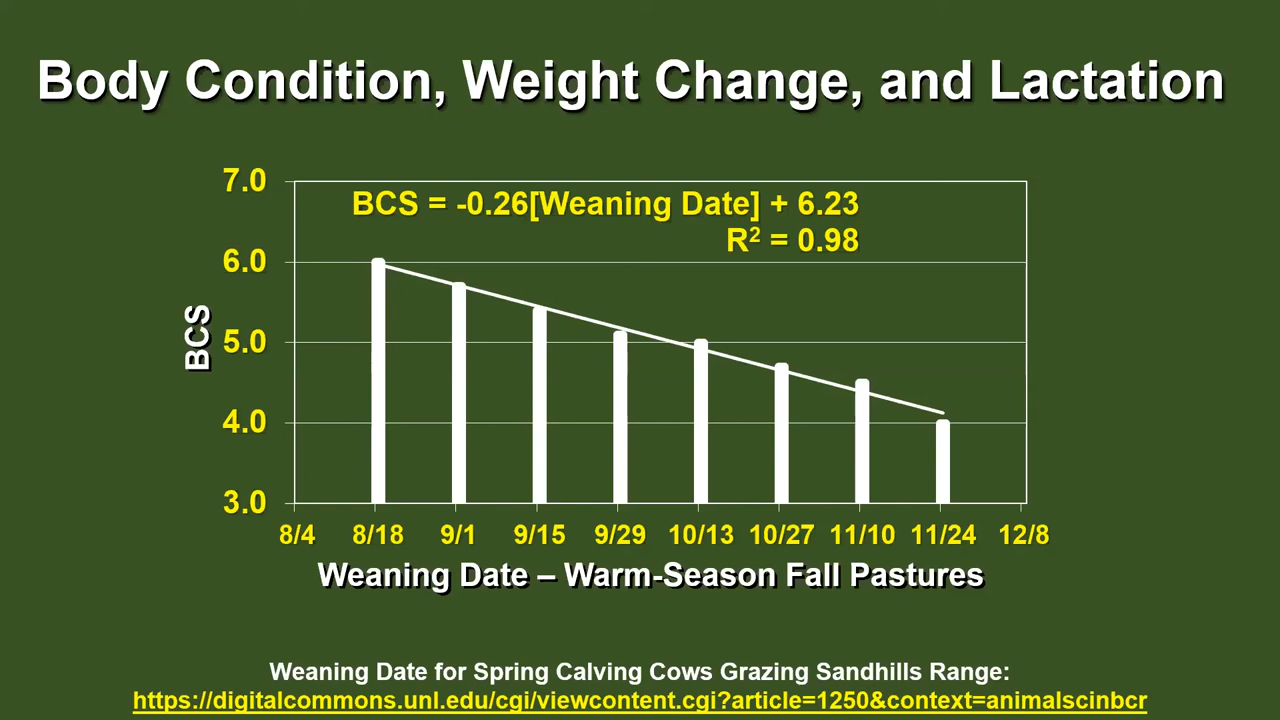 Body Condition, Weight Change, and Lactation
7.0
BCS = -0.26[Weaning Date] + 6.23
R² = 0.98
6.0
BCS
5.0
4.0
3.0
8/4 8/18 9/1 9/15 9/29 10/13 10/27 11/10 11/24 12/8
Weaning Date – Warm-Season Fall Pastures
Weaning Date for Spring Calving Cows Grazing Sandhills Range:
https://digitalcommons.unl.edu/cgi/viewcontent.cgi?article=1250&context=animalscinbcr